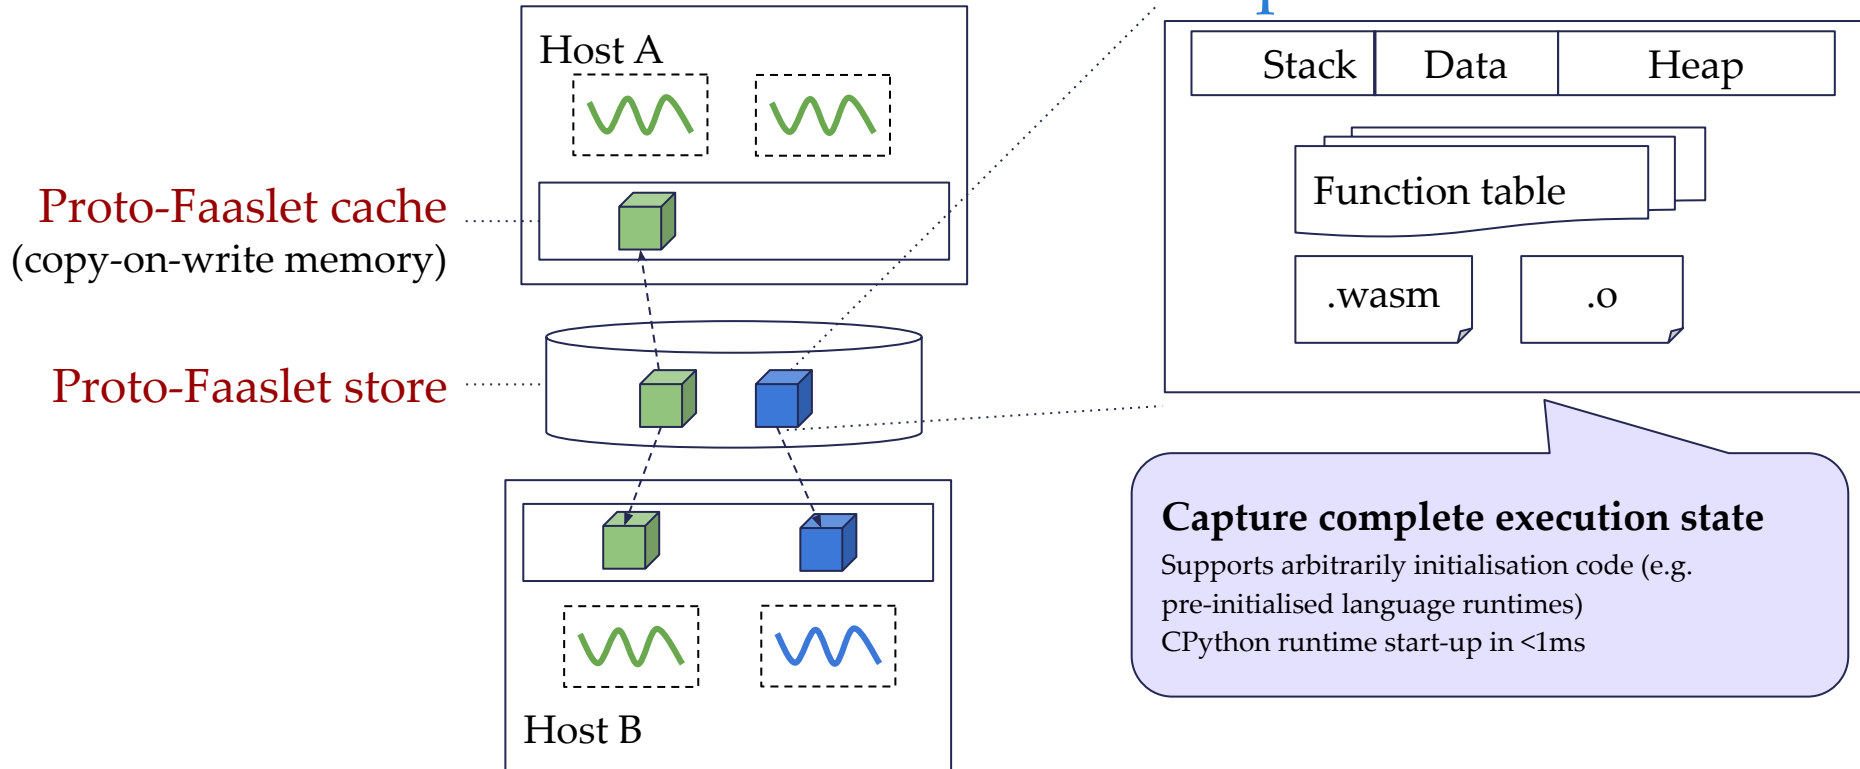 Host A
Proto-Faaslet cache
(copy-on-write memory)
Proto-Faaslet store
Host B
Stack Data Heap
Function table
.wasm .o
Capture complete execution state
Supports arbitrarily initialisation code (e.g.
pre-initialised language runtimes)
CPython runtime start-up in <1ms